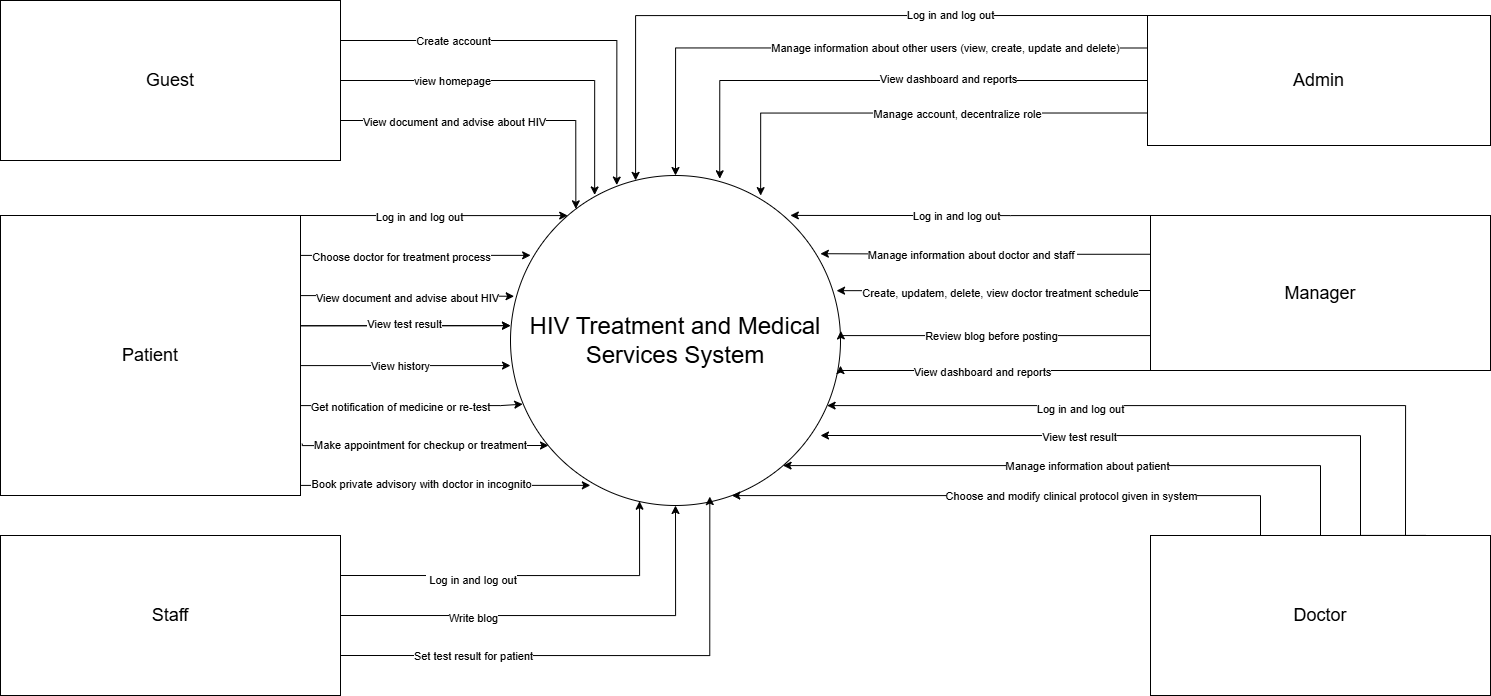 Log in and log out
Create account
Manage information about other users (view, create, update and delete)
Guest
view homepage
View dashboard and reports
Admin
View document and advise about HIV
Manage account, decentralize role
Log in and log out
Log in and log out
Choose doctor for treatment process
Manage information about doctor and staff
View document and advise about HIV
Create, updatem, delete, view doctor treatment schedule
Manager
View test result
HIV Treatment and Medical
Services System
Review blog before posting
Patient
View history
View dashboard and reports
Get notification of medicine or re-test
Log in and log out
Make appointment for checkup or treatment
View test result
Manage information about patient
Book private advisory with doctor in incognito
Choose and modify clinical protocol given in system
Log in and log out
Staff
Write blog
Doctor
Set test result for patient